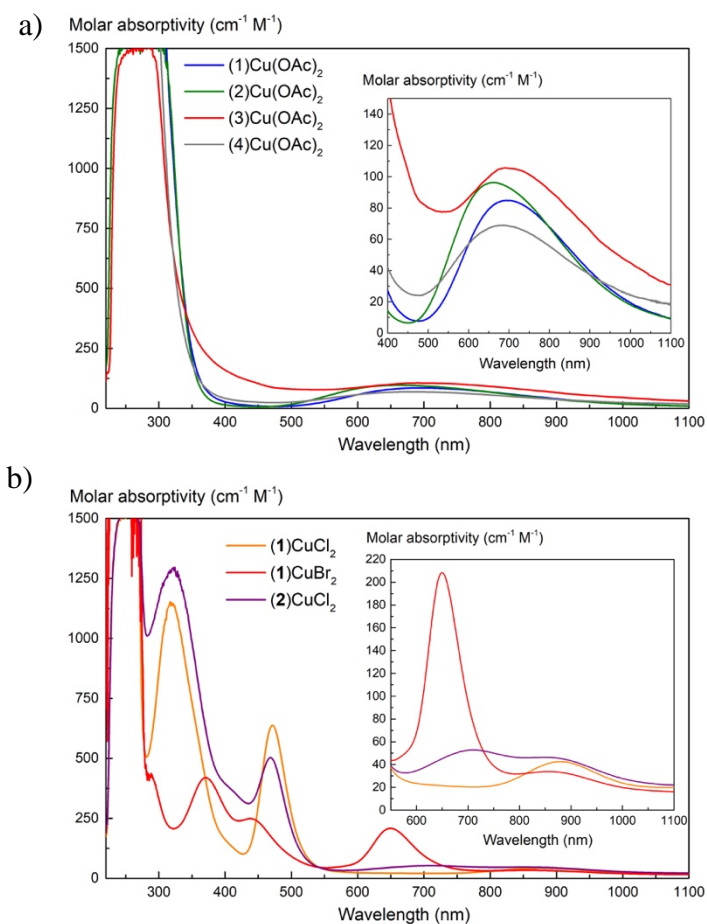 a)
Molar absorptivity (cm⁻¹ M⁻¹)
1500
1250
1000
750
500
250
0
300 400 500 600 700 800 900 1000 1100
Wavelength (nm)
(1)Cu(OAc)₂
(2)Cu(OAc)₂
(3)Cu(OAc)₂
(4)Cu(OAc)₂
Molar absorptivity (cm⁻¹ M⁻¹)
140
120
100
80
60
40
20
0
400 500 600 700 800 900 1000 1100
Wavelength (nm)
b)
Molar absorptivity (cm⁻¹ M⁻¹)
1500
1250
1000
750
500
250
0
300 400 500 600 700 800 900 1000 1100
Wavelength (nm)
(1)CuCl₂
(1)CuBr₂
(2)CuCl₂
Molar absorptivity (cm⁻¹ M⁻¹)
220
200
180
160
140
120
100
80
60
40
20
0
600 700 800 900 1000 1100
Wavelength (nm)